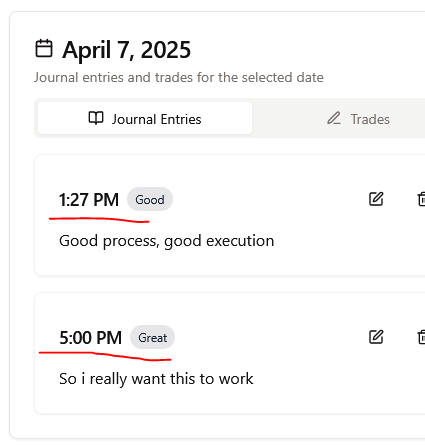 April 7, 2025
Journal entries and trades for the selected date
Journal Entries
Trades
1:27 PM Good
Good process, good execution
5:00 PM Great
So i really want this to work